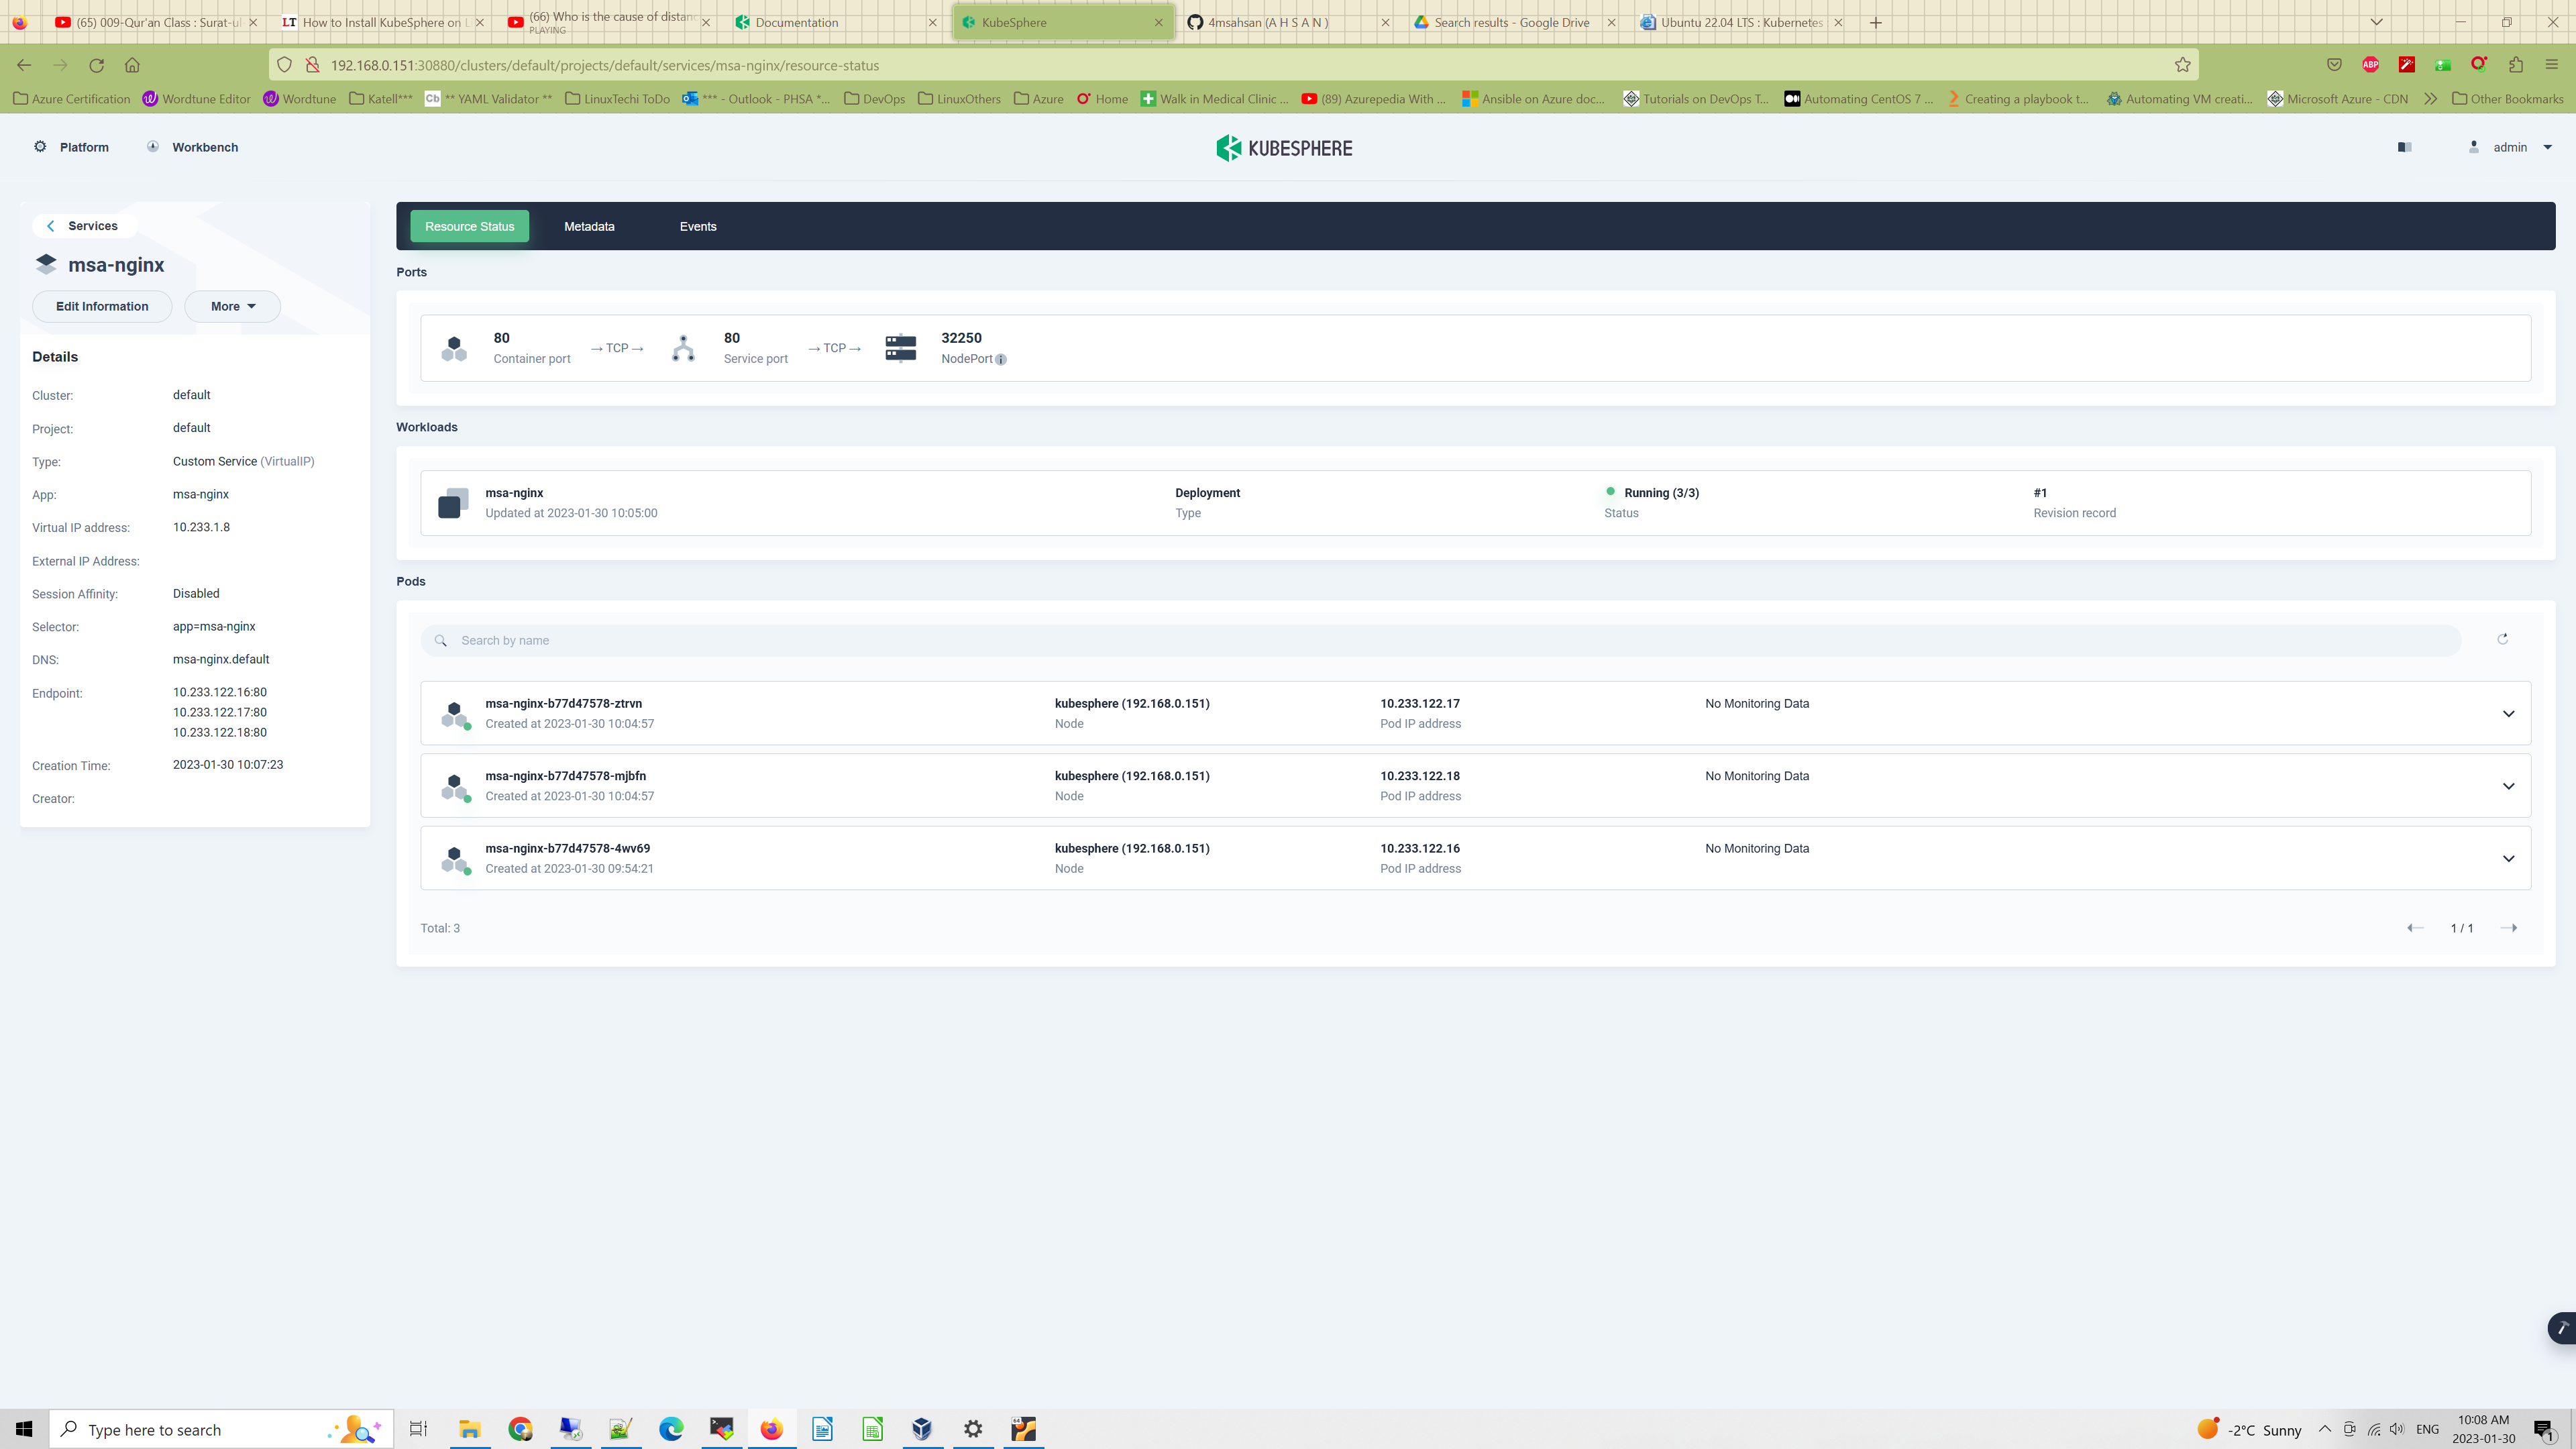 (65) 009-Qur'an Class : Surat-ul-
How to Install KubeSphere on L
(66) Who is the cause of distanc
PLAYING
Documentation
KubeSphere
4msahsan (A H S A N )
Search results - Google Drive
Ubuntu 22.04 LTS : Kubernetes :
192.168.0.151:30880/clusters/default/projects/default/services/msa-nginx/resource-status
Azure Certification
Wordtune Editor
Wordtune
Katell***
** YAML Validator **
LinuxTechi ToDo
*** - Outlook - PHSA *...
DevOps
LinuxOthers
Azure
Home
Walk in Medical Clinic ...
(89) Azurepedia With ...
Ansible on Azure doc...
Tutorials on DevOps T...
Automating CentOS 7 ...
Creating a playbook t...
Automating VM creati...
Microsoft Azure - CDN
Other Bookmarks
Platform
Workbench
KUBESPHERE
admin
Services
msa-nginx
Edit Information
More
Details
Cluster: default
Project: default
Type: Custom Service (VirtualIP)
App: msa-nginx
Virtual IP address: 10.233.1.8
External IP Address:
Session Affinity: Disabled
Selector: app=msa-nginx
DNS: msa-nginx.default
Endpoint: 10.233.122.16:80
10.233.122.17:80
10.233.122.18:80
Creation Time: 2023-01-30 10:07:23
Creator:
Resource Status
Metadata
Events
Ports
80
Container port
→ TCP →
80
Service port
→ TCP →
32250
NodePort
Workloads
msa-nginx
Updated at 2023-01-30 10:05:00
Deployment
Type
Running (3/3)
Status
#1
Revision record
Pods
Search by name
msa-nginx-b77d47578-ztrvn
Created at 2023-01-30 10:04:57
kubesphere (192.168.0.151)
Node
10.233.122.17
Pod IP address
No Monitoring Data
msa-nginx-b77d47578-mjbfn
Created at 2023-01-30 10:04:57
kubesphere (192.168.0.151)
Node
10.233.122.18
Pod IP address
No Monitoring Data
msa-nginx-b77d47578-4wv69
Created at 2023-01-30 09:54:21
kubesphere (192.168.0.151)
Node
10.233.122.16
Pod IP address
No Monitoring Data
Total: 3
1 / 1
Type here to search
-2°C Sunny
ENG
10:08 AM
2023-01-30
1